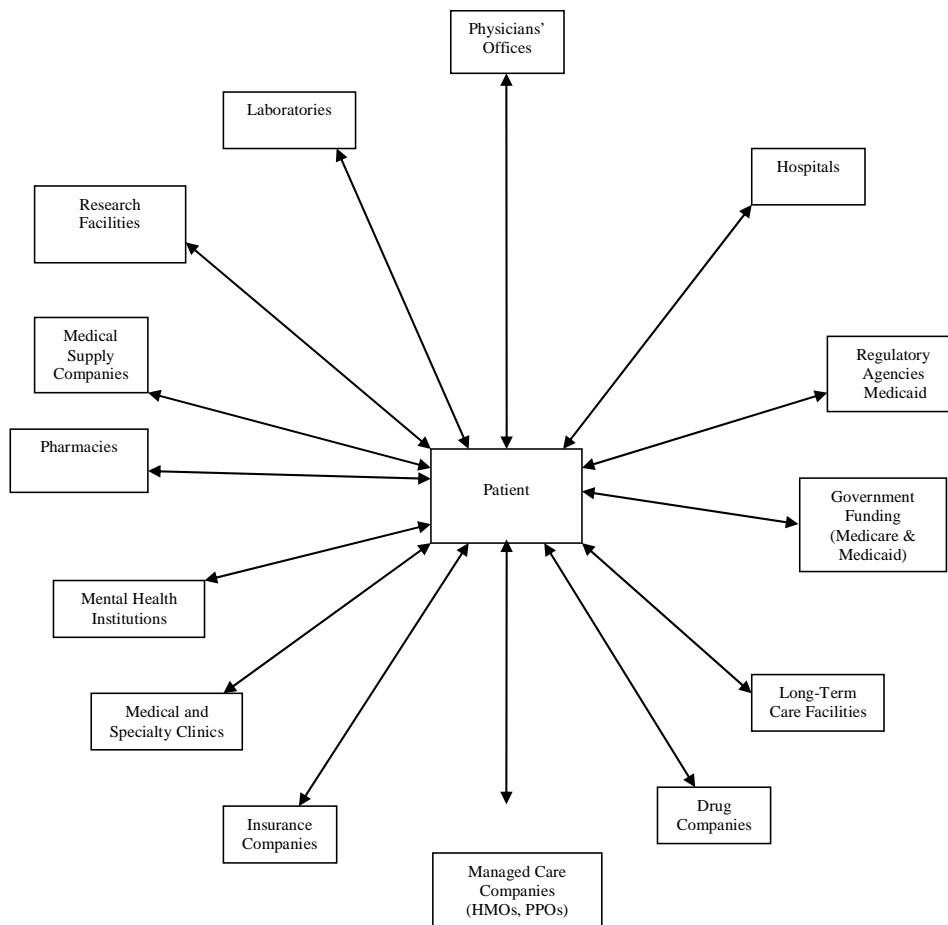 Physicians’
Offices
Laboratories
Hospitals
Research
Facilities
Medical
Supply
Companies
Regulatory
Agencies
Medicaid
Pharmacies
Patient
Government
Funding
(Medicare &
Medicaid)
Mental Health
Institutions
Long-Term
Care Facilities
Medical and
Specialty Clinics
Drug
Companies
Insurance
Companies
Managed Care
Companies
(HMOs, PPOs)